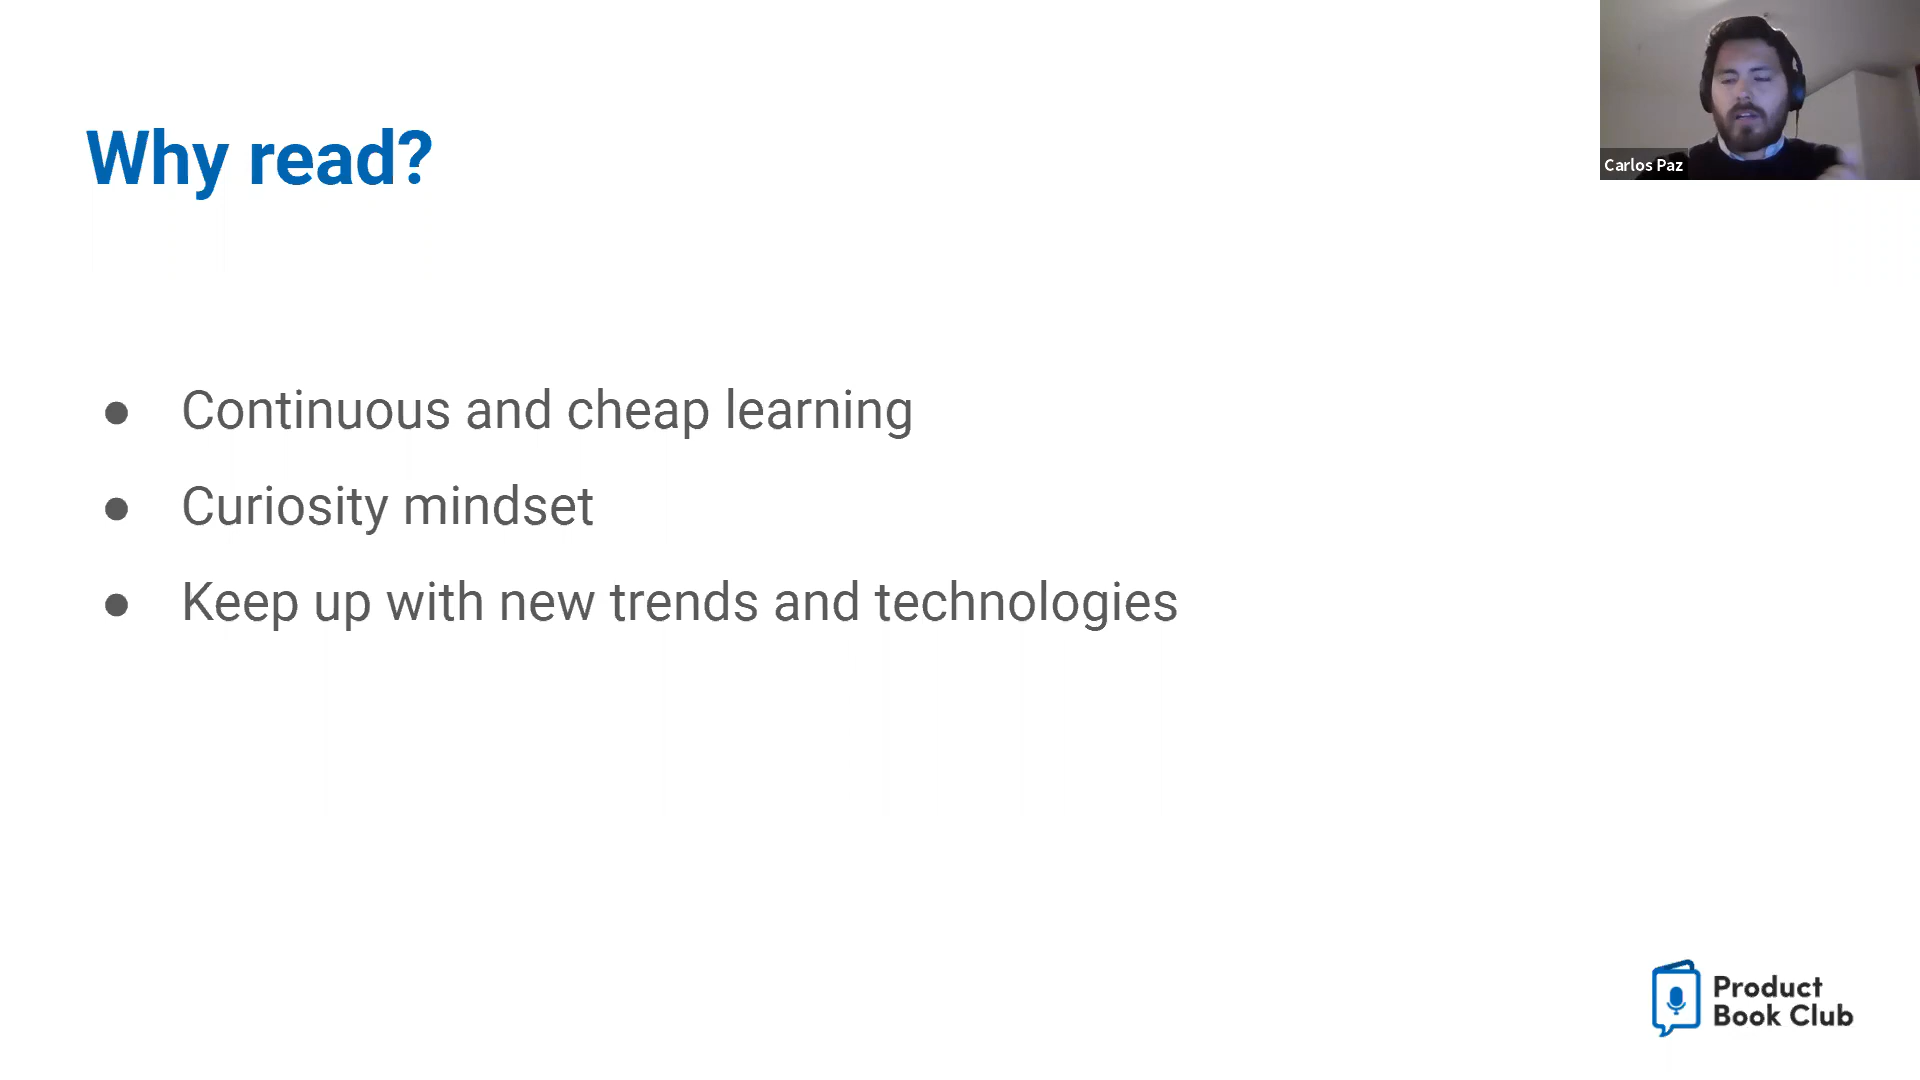 Why read?
Carlos Paz
● Continuous and cheap learning
● Curiosity mindset
● Keep up with new trends and technologies
Product
Book Club